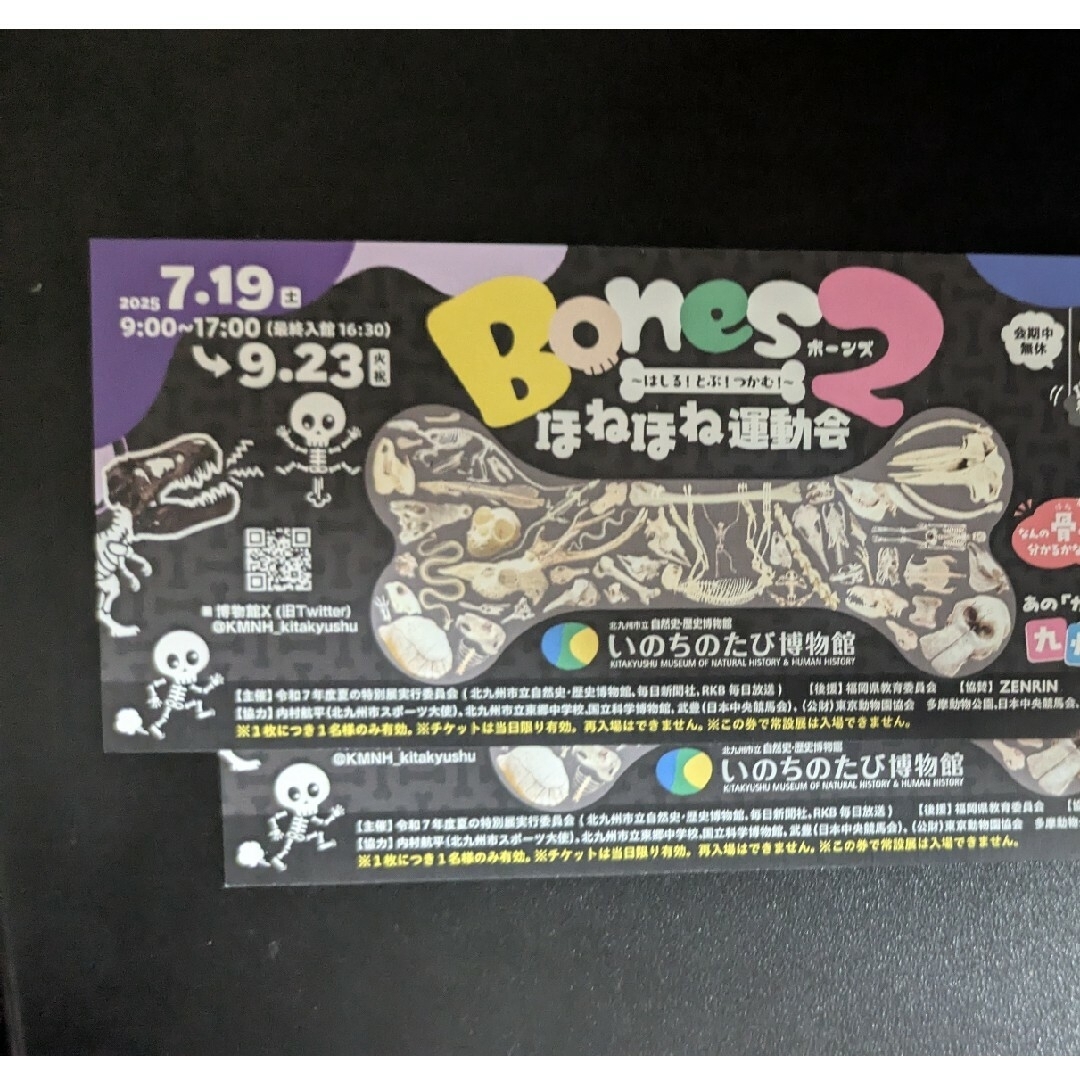 2025 7.19 土
9:00~17:00 (最終入館 16:30)
9.23 火・祝
Bones2
ボーンズ
~はしる!とぶ!つかむ!~
ほねほね運動会
会期中
無休
なんの骨
分かるかな
あの「か
九
■ 博物館X (旧Twitter)
@KMNH_kitakyushu
北九州市立 自然史・歴史博物館
いのちのたび博物館
KITAKYUSHU MUSEUM OF NATURAL HISTORY & HUMAN HISTORY
【主催】令和7年度夏の特別展実行委員会 (北九州市立自然史・歴史博物館、毎日新聞社、RKB 毎日放送) 【後援】福岡県教育委員会 【協賛】ZENRIN
【協力】内村航平(北九州市スポーツ大使)、北九州市立東郷中学校、国立科学博物館、武豊(日本中央競馬会)、(公財)東京動物園協会 多摩動物公園、日本中央競馬会、
※1枚につき1名様のみ有効。※チケットは当日限り有効。再入場はできません。※この券で常設展は入場できません。
@KMNH_kitakyushu
北九州市立 自然史・歴史博物館
いのちのたび博物館
KITAKYUSHU MUSEUM OF NATURAL HISTORY & HUMAN HISTORY
【主催】令和7年度夏の特別展実行委員会 (北九州市立自然史・歴史博物館、毎日新聞社、RKB 毎日放送) 【後援】福岡県教育委員会
【協力】内村航平(北九州市スポーツ大使)、北九州市立東郷中学校、国立科学博物館、武豊(日本中央競馬会)、(公財)東京動物園協会 多摩動物
※1枚につき1名様のみ有効。※チケットは当日限り有効。再入場はできません。※この券で常設展は入場できません。